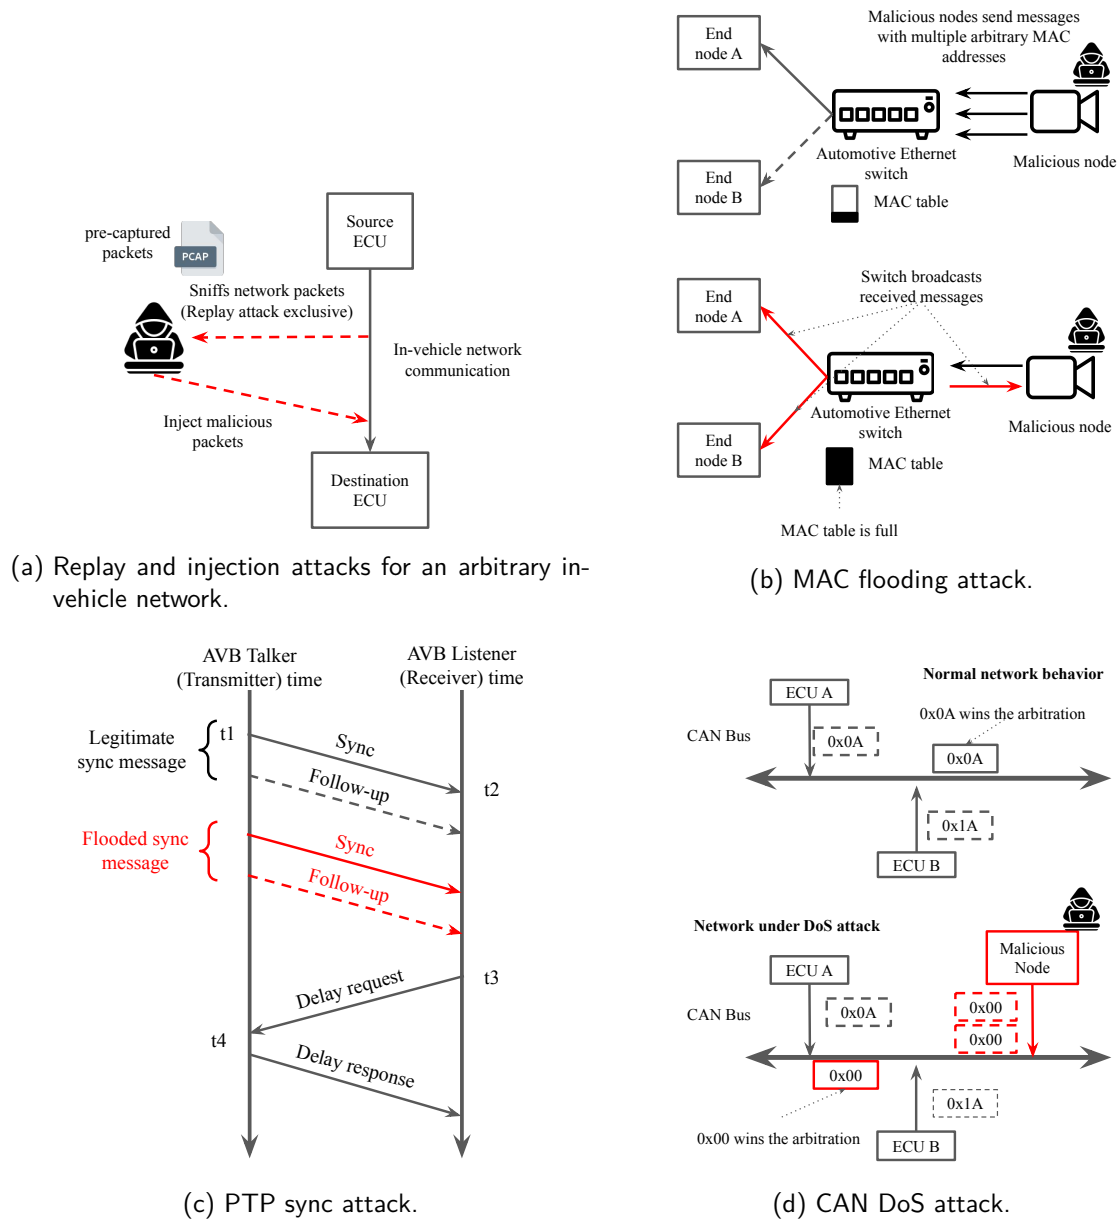 Source
ECU
pre-captured
packets
PCAP
Sniffs network packets
(Replay attack exclusive)
In-vehicle network
communication
Inject malicious
packets
Destination
ECU
(a) Replay and injection attacks for an arbitrary in-
vehicle network.
Malicious nodes send messages
with multiple arbitrary MAC
addresses
End
node A
End
node B
Automotive Ethernet
switch
Malicious node
MAC table
Switch broadcasts
received messages
End
node A
End
node B
Automotive Ethernet
switch
Malicious node
MAC table
MAC table is full
(b) MAC flooding attack.
AVB Talker
(Transmitter) time
AVB Listener
(Receiver) time
Legitimate
sync message
t1
Sync
Follow-up
t2
Flooded sync
message
Sync
Follow-up
Delay request
t3
t4
Delay response
(c) PTP sync attack.
Normal network behavior
ECU A
0x0A wins the arbitration
CAN Bus
0x0A
0x0A
0x1A
ECU B
Network under DoS attack
Malicious
Node
ECU A
0x0A
0x00
0x00
CAN Bus
0x00
0x1A
0x00 wins the arbitration
ECU B
(d) CAN DoS attack.